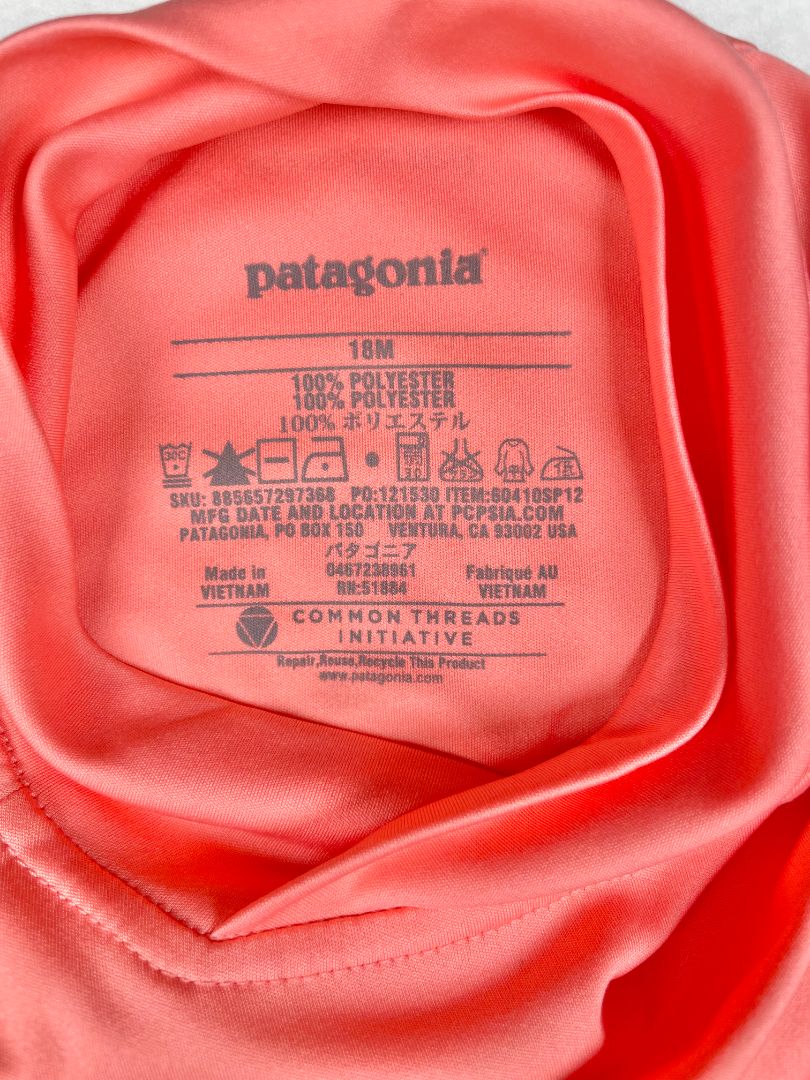 patagonia®
18M
100% POLYESTER
100% POLYESTER
100% ポリエステル
30C
低
SKU: 885657297368 PO:121530 ITEM:60410SP12
MFG DATE AND LOCATION AT PCPSIA.COM
PATAGONIA, PO BOX 150 VENTURA, CA 93002 USA
パタゴニア
Made in 0467238961 Fabriqué AU
VIETNAM RN:51884 VIETNAM
COMMON THREADS
INITIATIVE
Repair,Reuse,Recycle This Product
www.patagonia.com